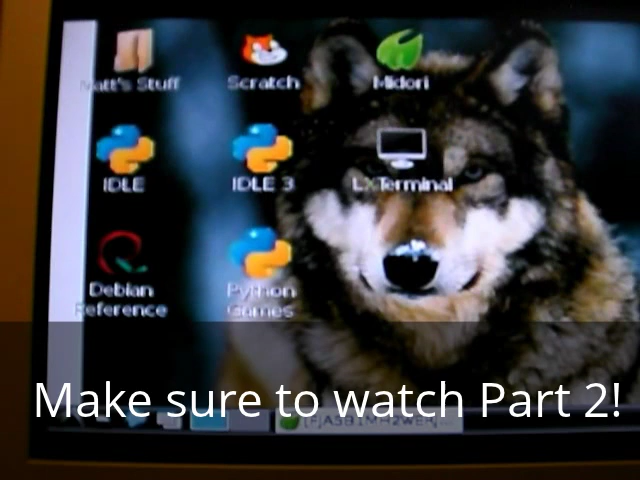 Matt's Stuff
Scratch
Midori
IDLE
IDLE 3
LXTerminal
Debian
Reference
Python
Games
Make sure to watch Part 2!